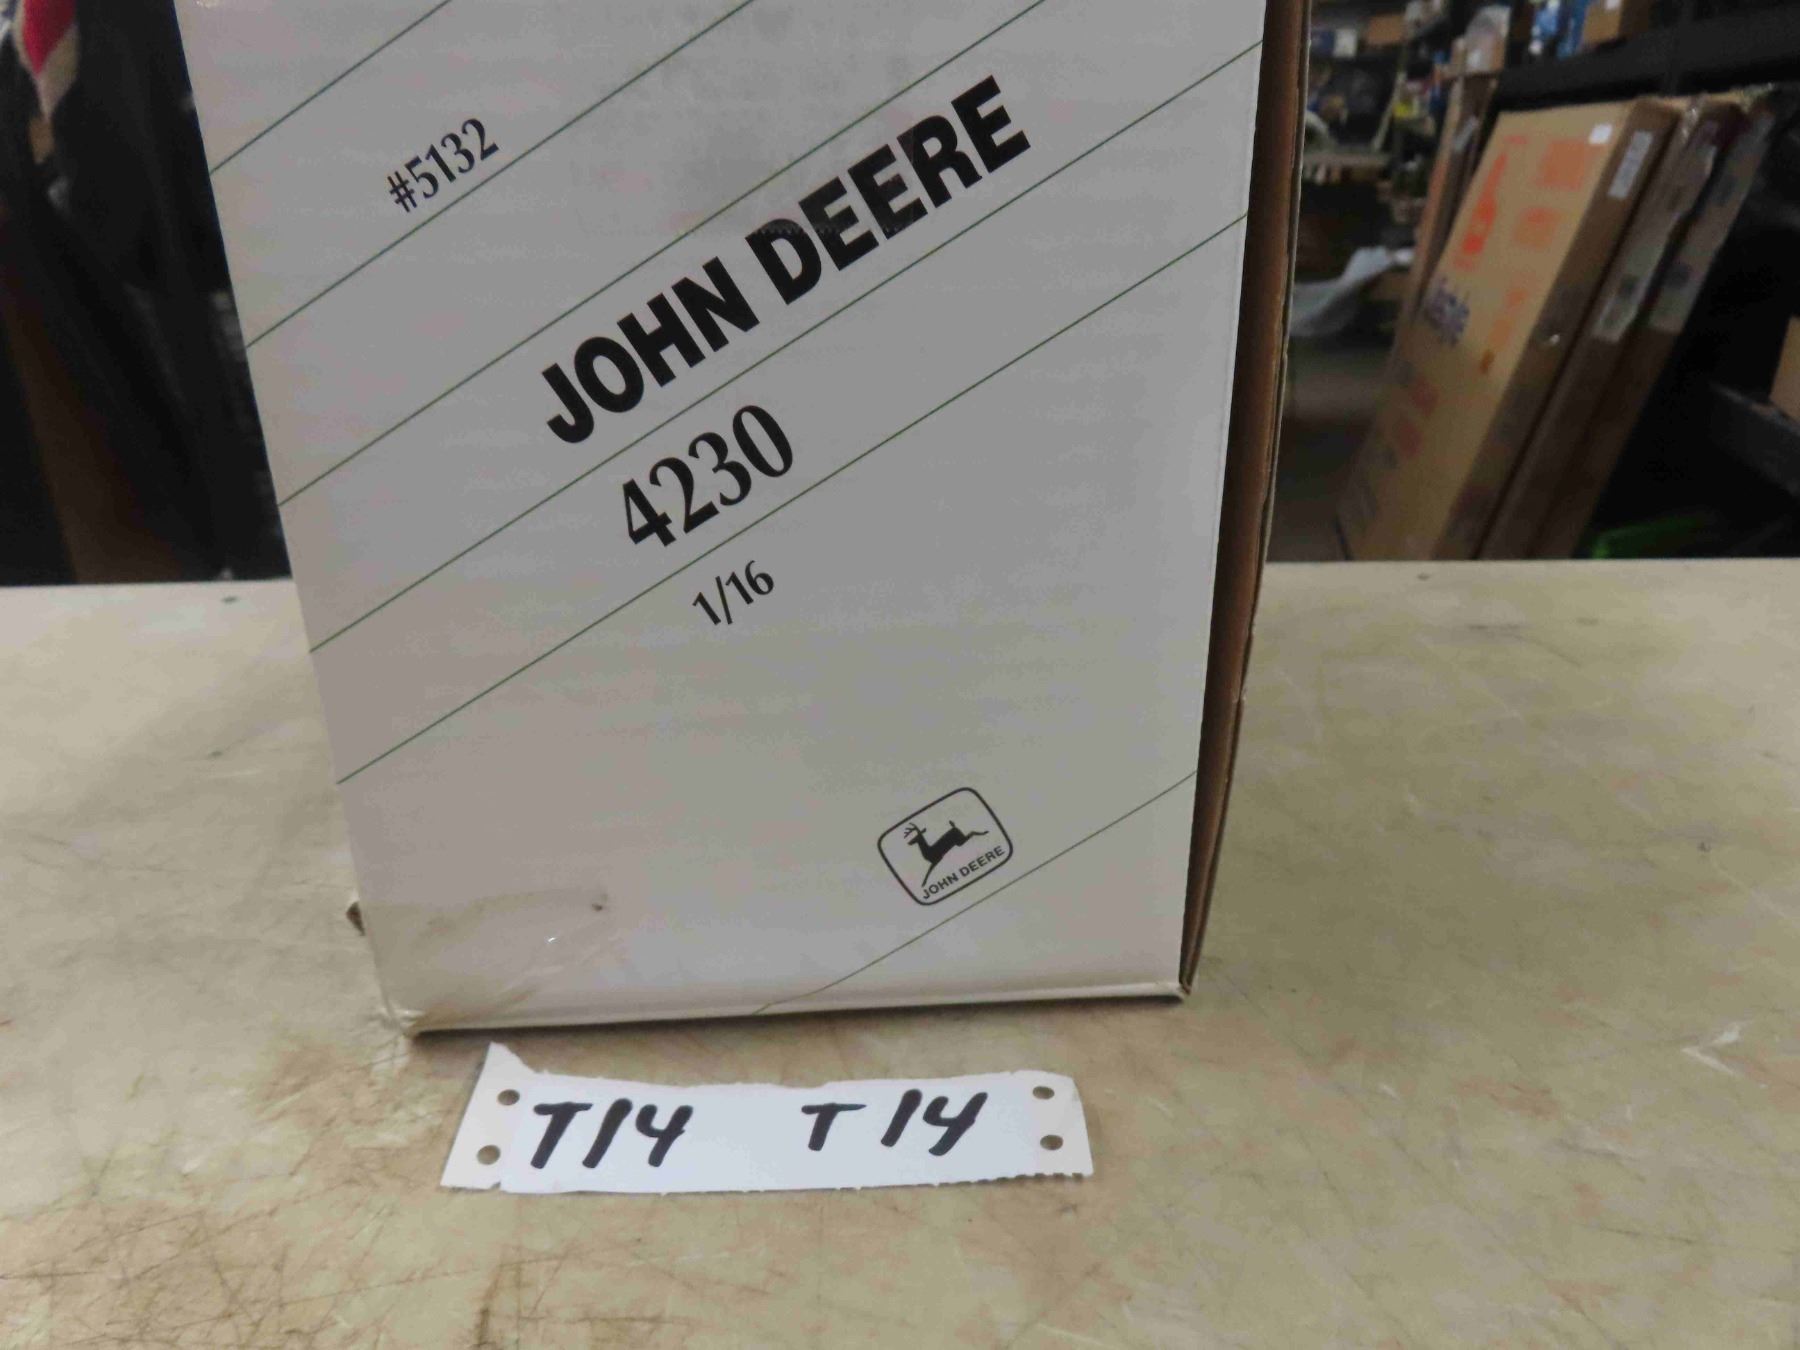 #5132
JOHN DEERE
4230
1/16
JOHN DEERE
T14 T14